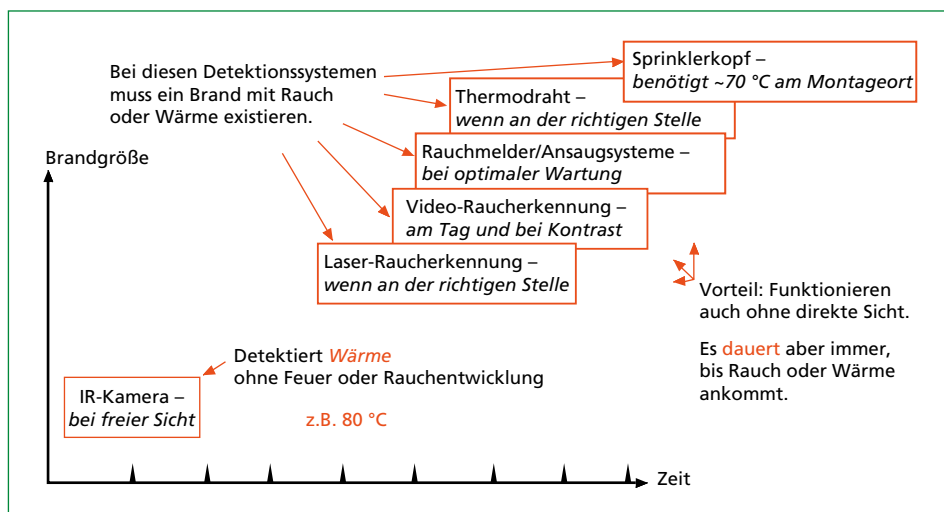 Bei diesen Detektionssystemen
muss ein Brand mit Rauch
oder Wärme existieren.
Sprinklerkopf –
benötigt ~70 °C am Montageort
Thermodraht –
wenn an der richtigen Stelle
Rauchmelder/Ansaugsysteme –
bei optimaler Wartung
Video-Raucherkennung –
am Tag und bei Kontrast
Laser-Raucherkennung –
wenn an der richtigen Stelle
Brandgröße
Vorteil: Funktionieren
auch ohne direkte Sicht.
Es dauert aber immer,
bis Rauch oder Wärme
ankommt.
Detektiert Wärme
ohne Feuer oder Rauchentwicklung
z.B. 80 °C
IR-Kamera –
bei freier Sicht
Zeit